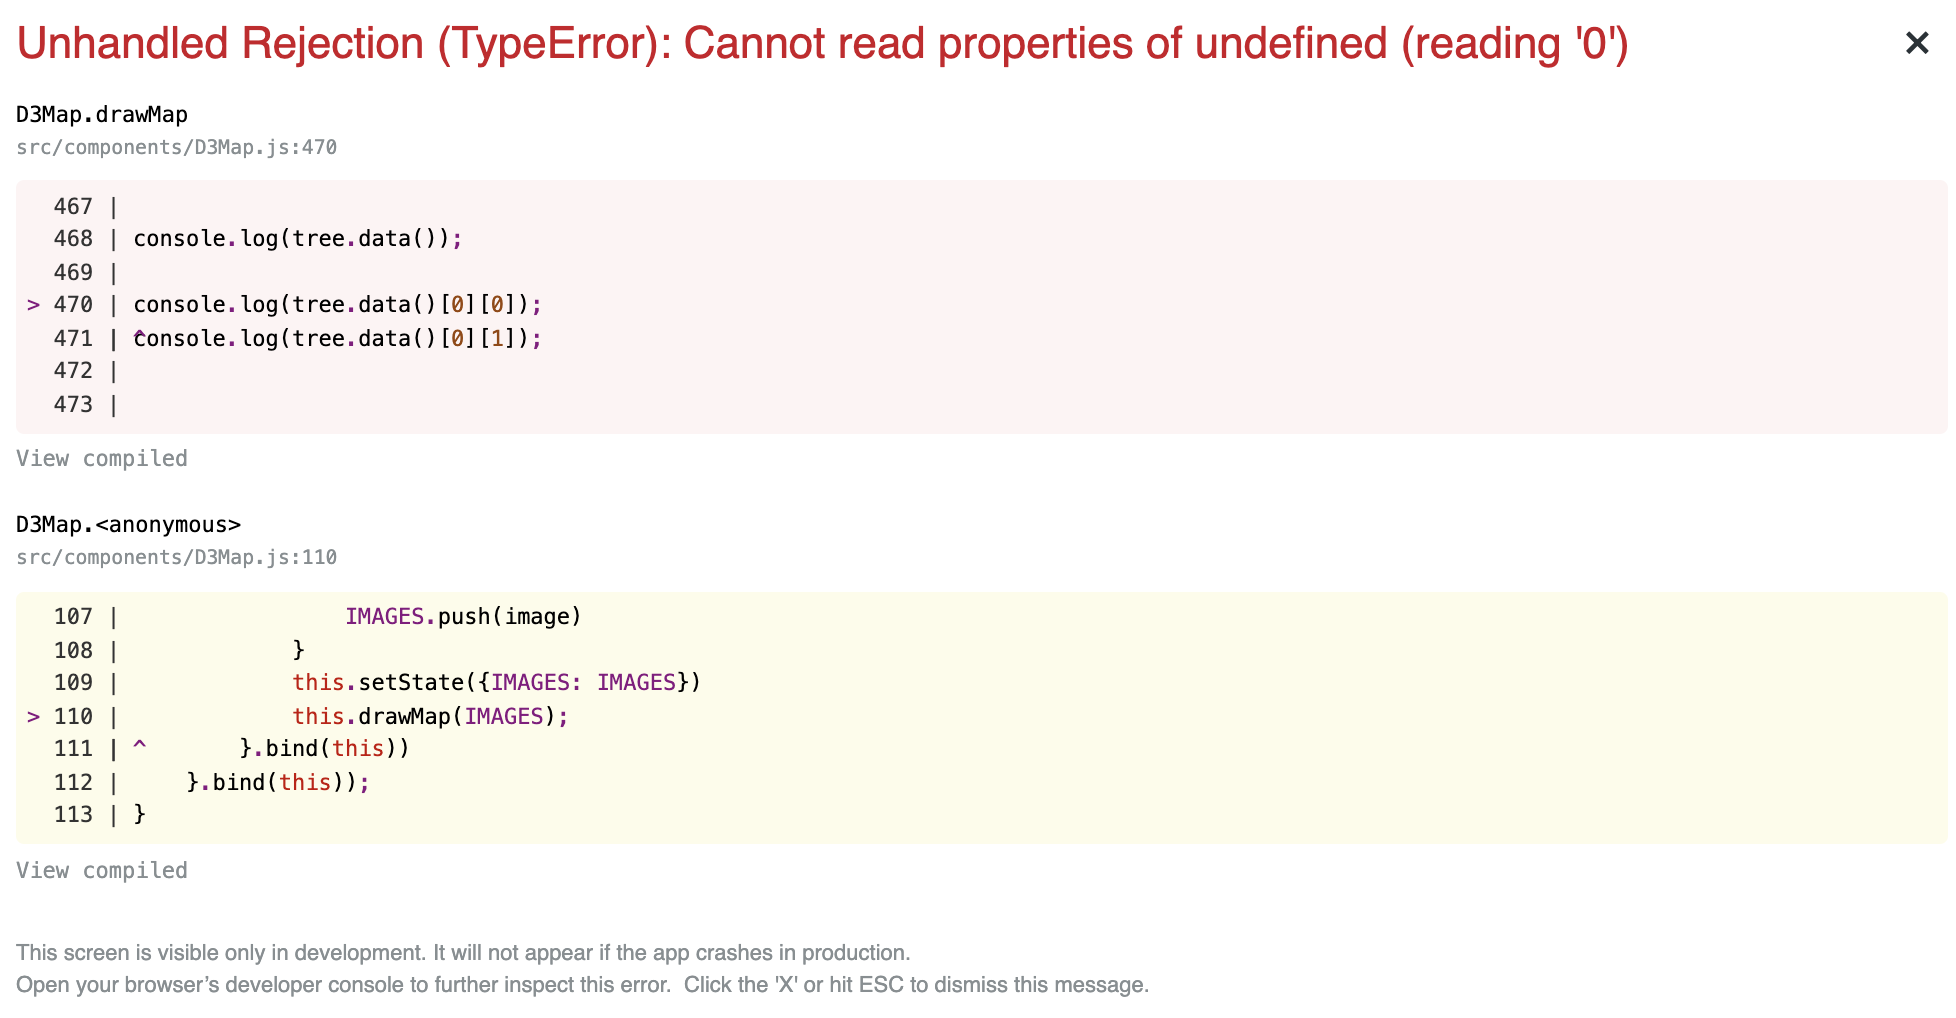 Unhandled Rejection (TypeError): Cannot read properties of undefined (reading '0')
D3Map.drawMap
src/components/D3Map.js:470
467 |
468 | console.log(tree.data());
469 |
> 470 | console.log(tree.data()[0][0]);
471 | ^console.log(tree.data()[0][1]);
472 |
473 |
View compiled
D3Map.<anonymous>
src/components/D3Map.js:110
107 |                 IMAGES.push(image)
108 |             }
109 |             this.setState({IMAGES: IMAGES})
> 110 |             this.drawMap(IMAGES);
111 | ^       }.bind(this))
112 |     }.bind(this));
113 | }
View compiled
This screen is visible only in development. It will not appear if the app crashes in production.
Open your browser’s developer console to further inspect this error.  Click the 'X' or hit ESC to dismiss this message.